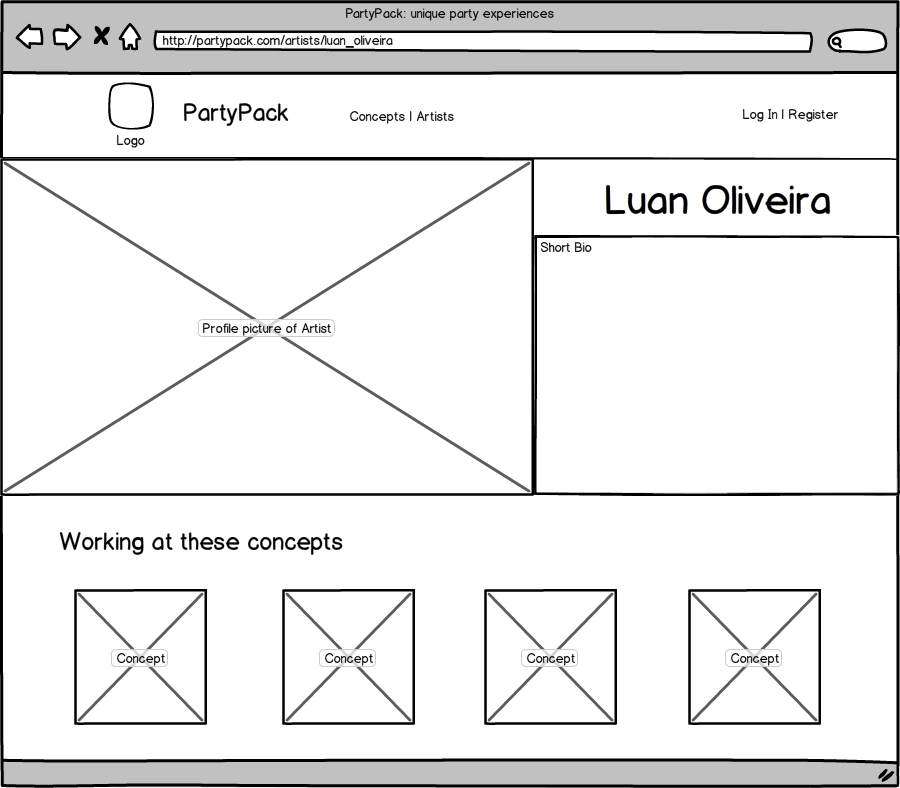 PartyPack: unique party experiences
http://partypack.com/artists/luan_oliveira
Logo
PartyPack
Concepts | Artists
Log In | Register
Luan Oliveira
Profile picture of Artist
Short Bio
Working at these concepts
Concept
Concept
Concept
Concept